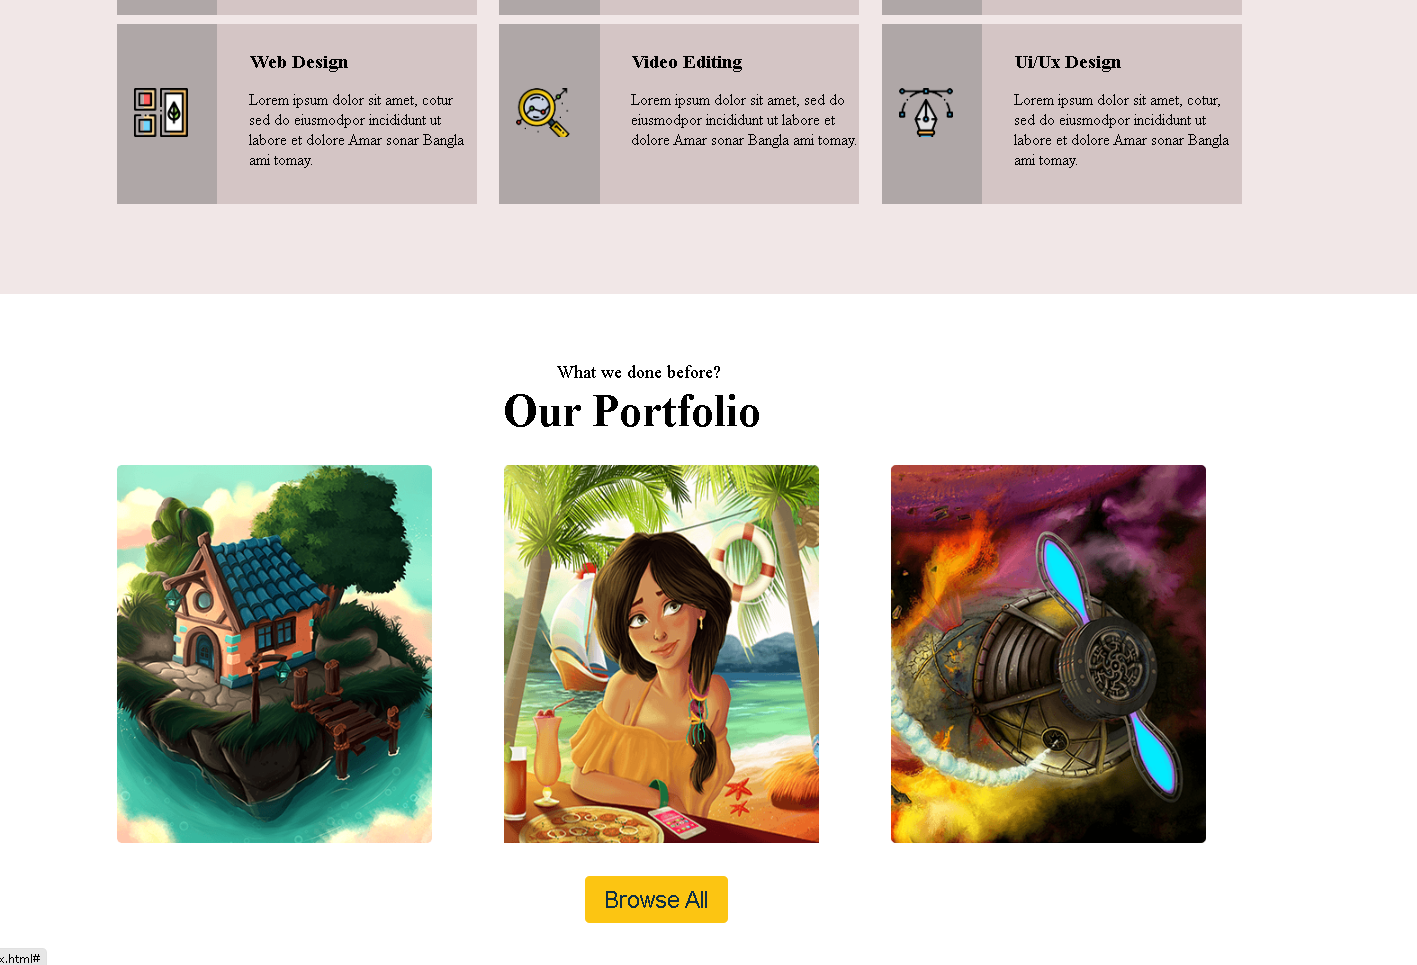 Web Design
Lorem ipsum dolor sit amet, cotur
sed do eiusmodpor incididunt ut
labore et dolore Amar sonar Bangla
ami tomay.
Video Editing
Lorem ipsum dolor sit amet, sed do
eiusmodpor incididunt ut labore et
dolore Amar sonar Bangla ami tomay.
Ui/Ux Design
Lorem ipsum dolor sit amet, cotur,
sed do eiusmodpor incididunt ut
labore et dolore Amar sonar Bangla
ami tomay.
What we done before?
Our Portfolio
Browse All
x.html#